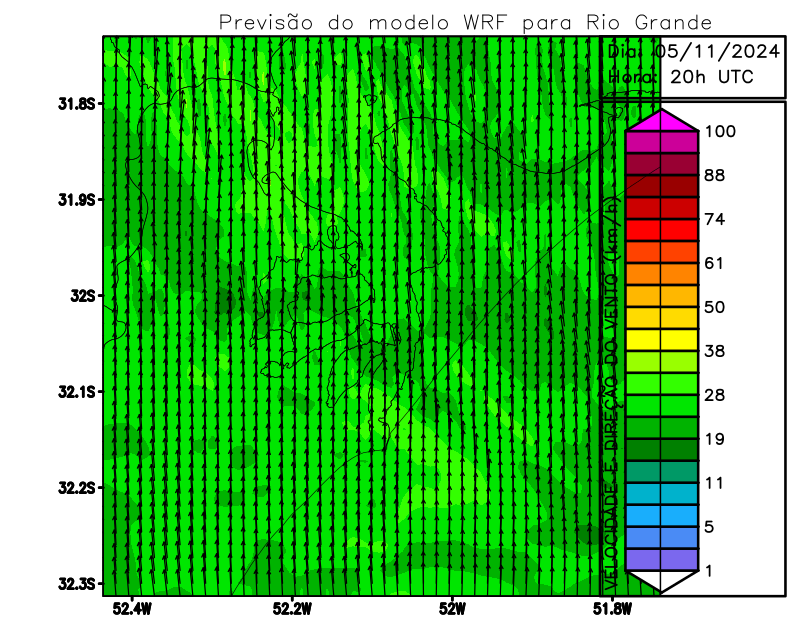 Previsão do modelo WRF para Rio Grande
Dia: 05/11/2024
Hora: 20h UTC
31.8S
31.9S
32S
32.1S
32.2S
32.3S
52.4W
52.2W
52W
51.8W
VELOCIDADE E DIREÇÃO DO VENTO (km/h)
100
88
74
61
50
38
28
19
11
5
1